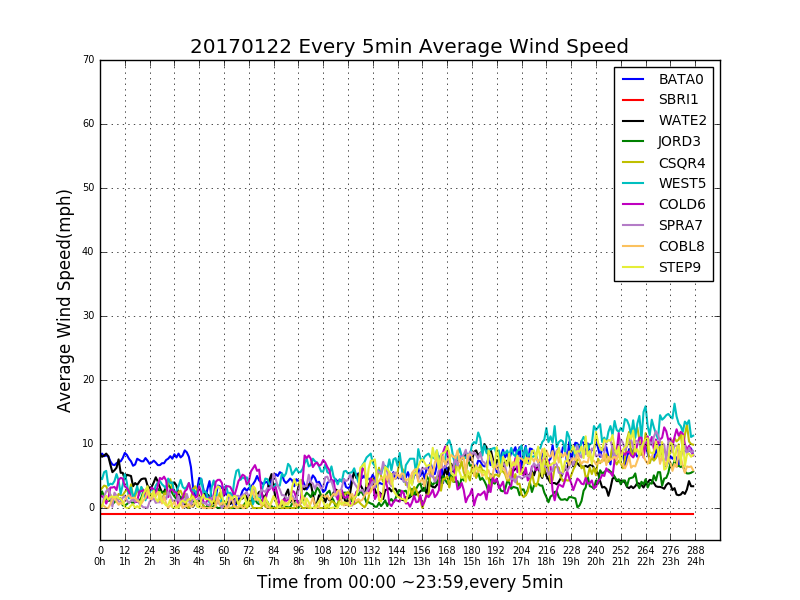 20170122 Every 5min Average Wind Speed
70
60
50
40
30
20
10
0
Average Wind Speed(mph)
BATA0
SBRI1
WATE2
JORD3
CSQR4
WEST5
COLD6
SPRA7
COBL8
STEP9
0 12 24 36 48 60 72 84 96 108 120 132 144 156 168 180 192 204 216 228 240 252 264 276 288
0h 1h 2h 3h 4h 5h 6h 7h 8h 9h 10h 11h 12h 13h 14h 15h 16h 17h 18h 19h 20h 21h 22h 23h 24h
Time from 00:00 ~23:59,every 5min